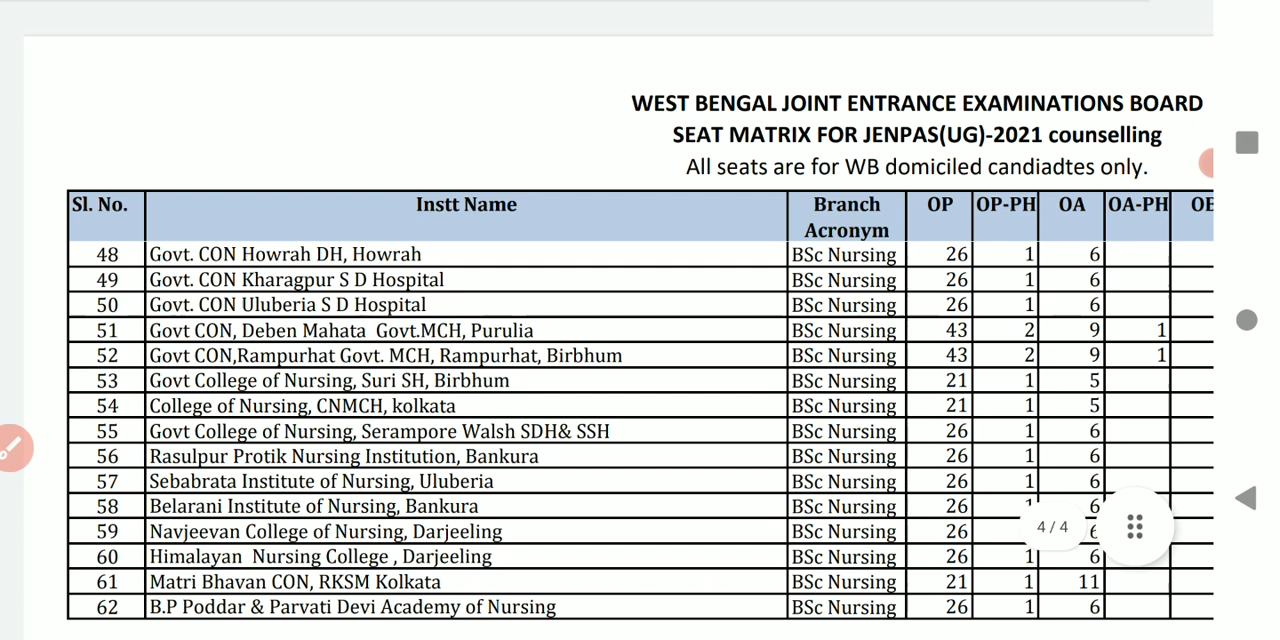 WEST BENGAL JOINT ENTRANCE EXAMINATIONS BOARD
SEAT MATRIX FOR JENPAS(UG)-2021 counselling
All seats are for WB domiciled candiadtes only.
Sl. No. Instt Name Branch Acronym OP OP-PH OA OA-PH
48 Govt. CON Howrah DH, Howrah BSc Nursing 26 1 6
49 Govt. CON Kharagpur S D Hospital BSc Nursing 26 1 6
50 Govt. CON Uluberia S D Hospital BSc Nursing 26 1 6
51 Govt CON, Deben Mahata Govt.MCH, Purulia BSc Nursing 43 2 9 1
52 Govt CON,Rampurhat Govt. MCH, Rampurhat, Birbhum BSc Nursing 43 2 9 1
53 Govt College of Nursing, Suri SH, Birbhum BSc Nursing 21 1 5
54 College of Nursing, CNMCH, kolkata BSc Nursing 21 1 5
55 Govt College of Nursing, Serampore Walsh SDH& SSH BSc Nursing 26 1 6
56 Rasulpur Protik Nursing Institution, Bankura BSc Nursing 26 1 6
57 Sebabrata Institute of Nursing, Uluberia BSc Nursing 26 1 6
58 Belarani Institute of Nursing, Bankura BSc Nursing 26 1 6
59 Navjeevan College of Nursing, Darjeeling BSc Nursing 26 6
4 / 4
60 Himalayan Nursing College , Darjeeling BSc Nursing 26 1 6
61 Matri Bhavan CON, RKSM Kolkata BSc Nursing 21 1 11
62 B.P Poddar & Parvati Devi Academy of Nursing BSc Nursing 26 1 6